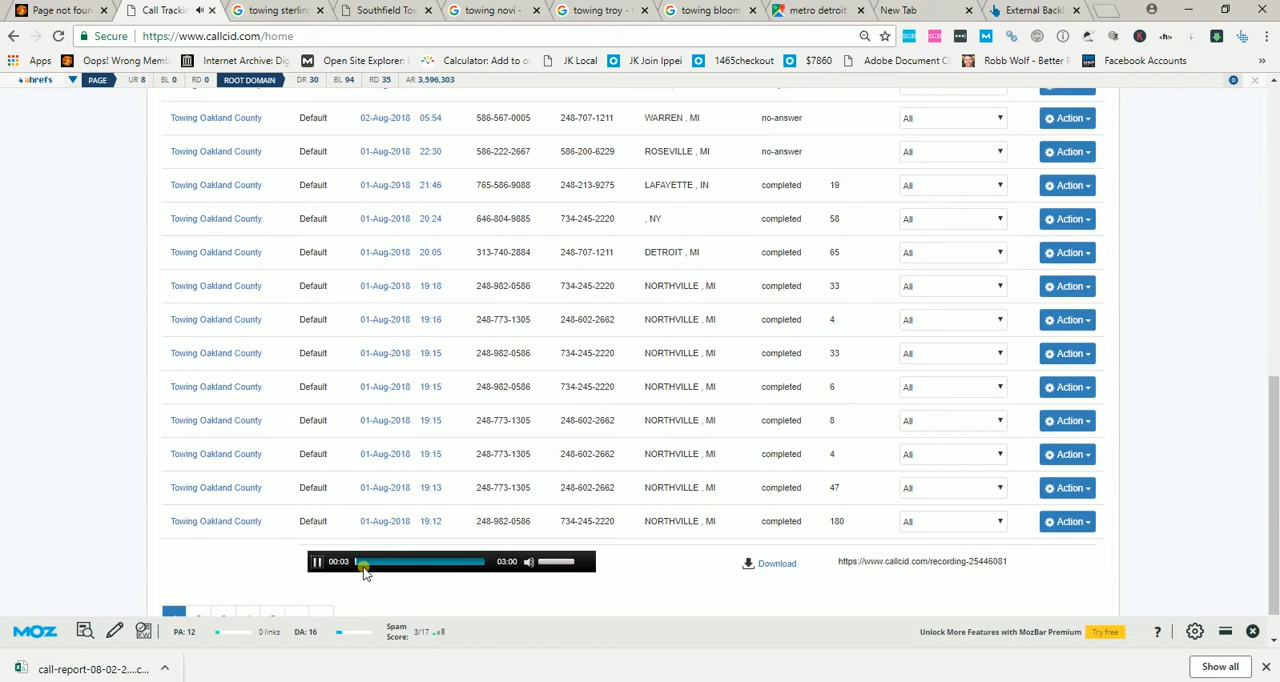 Page not foun
Call Trackin
towing sterlin
Southfield Tow
towing novi -
towing troy -
towing bloom
metro detroit
New Tab
External Backl
Secure https://www.callcid.com/home
Apps Oops! Wrong Memb Internet Archive: Dig Open Site Explorer: Calculator: Add to o JK Local JK Join Ippei 1465checkout $7860 Adobe Document C Robb Wolf - Better P Facebook Accounts »
ahrefs PAGE UR 8 BL 0 RD 0 ROOT DOMAIN DR 30 BL 94 RD 35 AR 3,596,303
Towing Oakland County Default 02-Aug-2018 05:54 586-567-0005 248-707-1211 WARREN , MI no-answer All Action
Towing Oakland County Default 01-Aug-2018 22:30 586-222-2667 586-200-6229 ROSEVILLE , MI no-answer All Action
Towing Oakland County Default 01-Aug-2018 21:46 765-586-9088 248-213-9275 LAFAYETTE , IN completed 19 All Action
Towing Oakland County Default 01-Aug-2018 20:24 646-804-9885 734-245-2220 , NY completed 58 All Action
Towing Oakland County Default 01-Aug-2018 20:05 313-740-2884 248-707-1211 DETROIT , MI completed 65 All Action
Towing Oakland County Default 01-Aug-2018 19:18 248-982-0586 734-245-2220 NORTHVILLE , MI completed 33 All Action
Towing Oakland County Default 01-Aug-2018 19:16 248-773-1305 248-602-2662 NORTHVILLE , MI completed 4 All Action
Towing Oakland County Default 01-Aug-2018 19:15 248-982-0586 734-245-2220 NORTHVILLE , MI completed 33 All Action
Towing Oakland County Default 01-Aug-2018 19:15 248-982-0586 734-245-2220 NORTHVILLE , MI completed 6 All Action
Towing Oakland County Default 01-Aug-2018 19:15 248-773-1305 248-602-2662 NORTHVILLE , MI completed 8 All Action
Towing Oakland County Default 01-Aug-2018 19:15 248-773-1305 248-602-2662 NORTHVILLE , MI completed 4 All Action
Towing Oakland County Default 01-Aug-2018 19:13 248-773-1305 248-602-2662 NORTHVILLE , MI completed 47 All Action
Towing Oakland County Default 01-Aug-2018 19:12 248-982-0586 734-245-2220 NORTHVILLE , MI completed 180 All Action
00:03 03:00 Download https://www.callcid.com/recording-25446081
MOZ PA: 12 0 links DA: 16 Spam Score: 3/17 Unlock More Features with MozBar Premium Try free ?
call-report-08-02-2....c... Show all